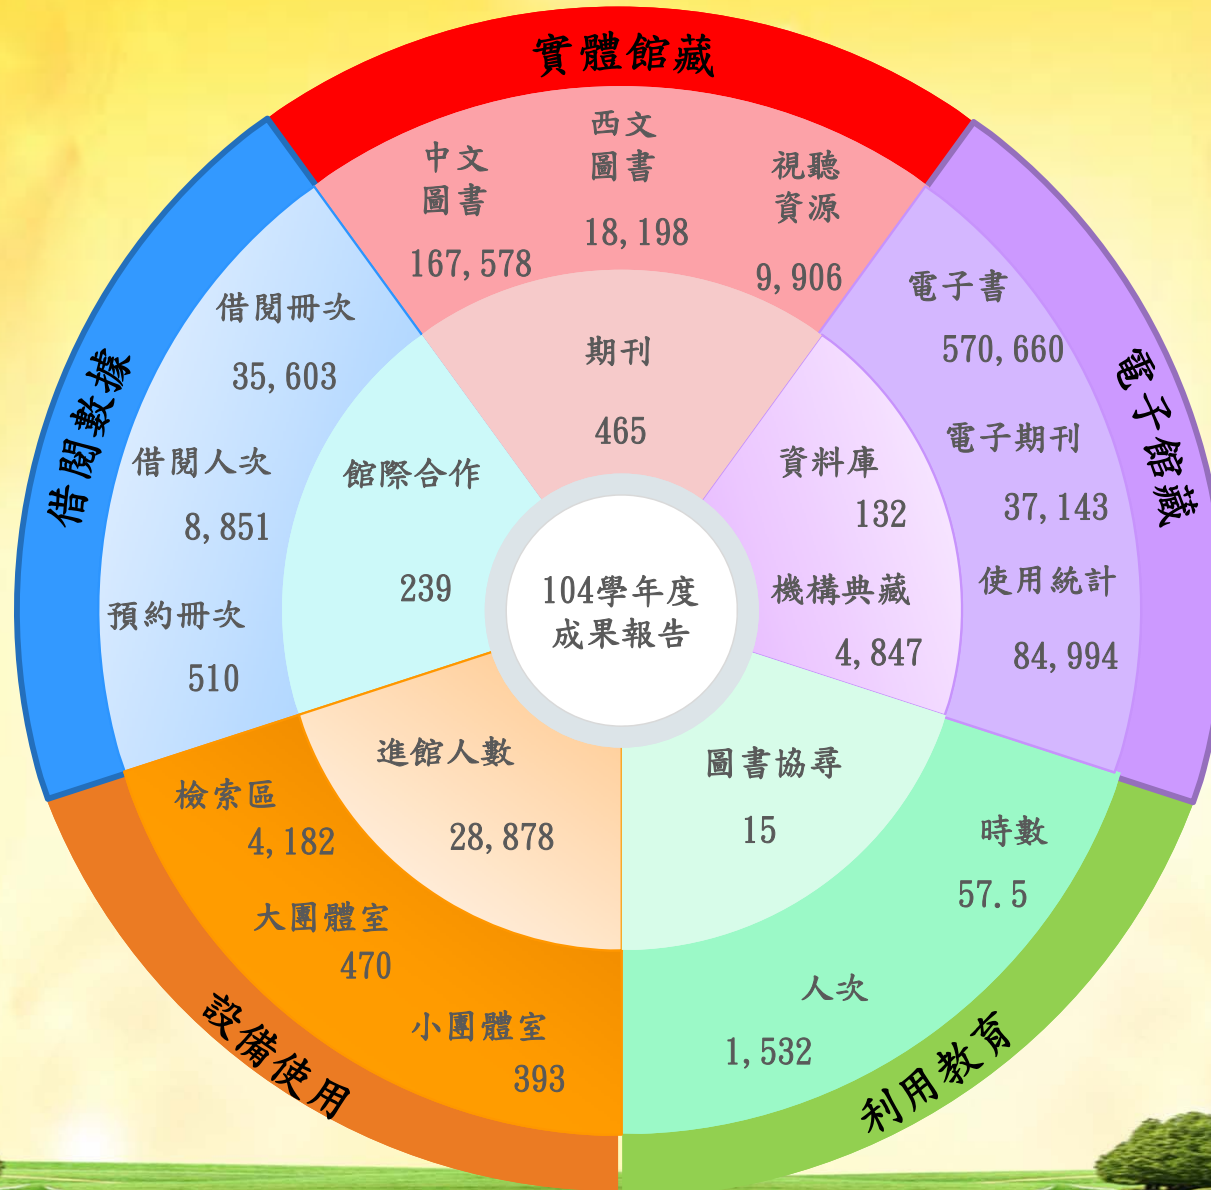 實體館藏
中文
圖書
167,578
西文
圖書
18,198
視聽
資源
9,906
期刊
465
電子館藏
電子書
570,660
電子期刊
37,143
使用統計
84,994
資料庫
132
機構典藏
4,847
利用教育
時數
57.5
人次
1,532
圖書協尋
15
設備使用
檢索區
4,182
大團體室
470
小團體室
393
進館人數
28,878
借閱數據
借閱冊次
35,603
借閱人次
8,851
預約冊次
510
館際合作
239
104學年度
成果報告